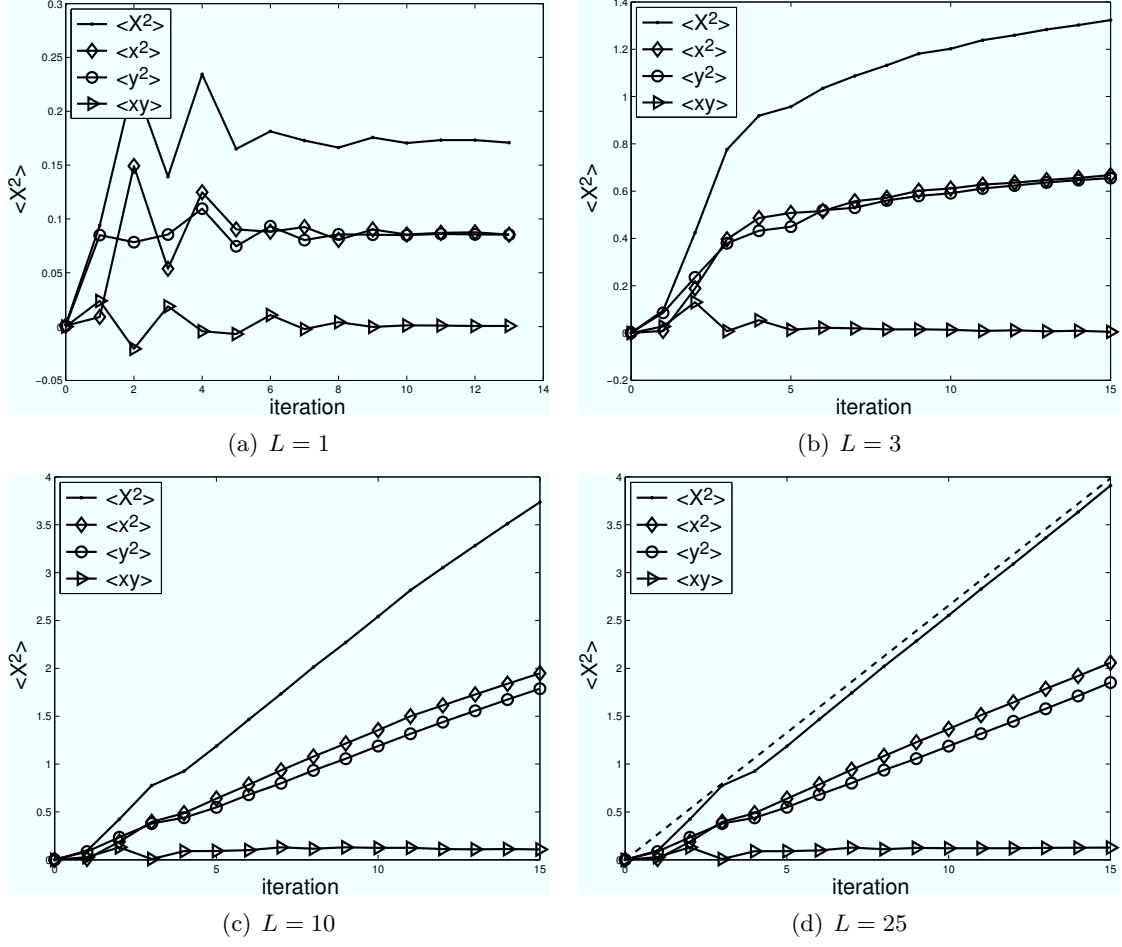 <X²>
<x²>
<y²>
<xy>
0.3
0.25
0.2
0.15
0.1
0.05
0
−0.05
<X²>
0 2 4 6 8 10 12 14
iteration
(a) L = 1
<X²>
<x²>
<y²>
<xy>
1.4
1.2
1
0.8
0.6
0.4
0.2
0
−0.2
<X²>
0 5 10 15
iteration
(b) L = 3
<X²>
<x²>
<y²>
<xy>
4
3.5
3
2.5
2
1.5
1
0.5
0
<X²>
0 5 10 15
iteration
(c) L = 10
<X²>
<x²>
<y²>
<xy>
4
3.5
3
2.5
2
1.5
1
0.5
0
<X²>
0 5 10 15
iteration
(d) L = 25